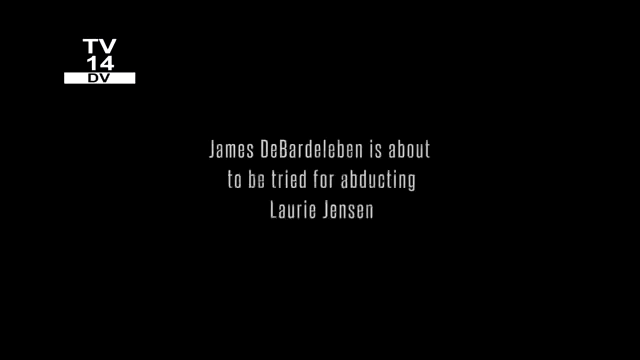 TV
14
DV
James DeBardeleben is about
to be tried for abducting
Laurie Jensen